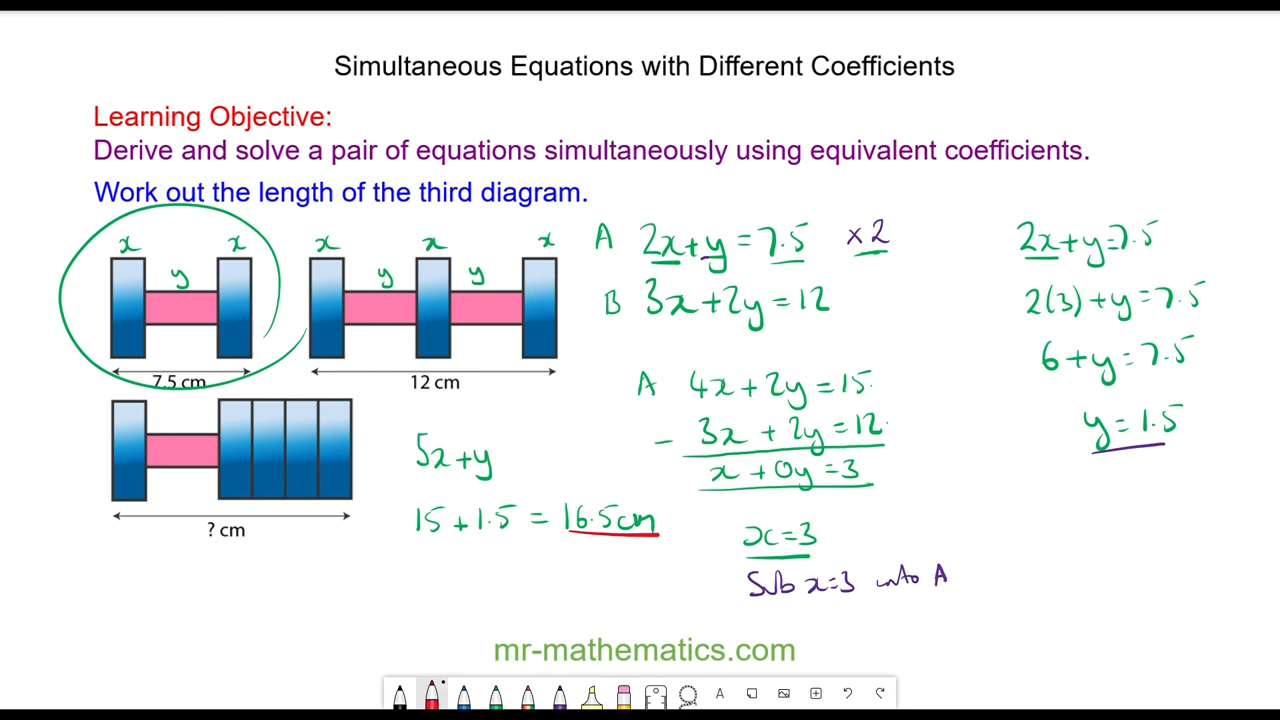 Simultaneous Equations with Different Coefficients
Learning Objective:
Derive and solve a pair of equations simultaneously using equivalent coefficients.
Work out the length of the third diagram.
x x x x x
y y y
7.5 cm 12 cm
? cm
5x+y
15 + 1.5 = 16.5cm
A 2x+y=7.5 ×2
B 3x+2y=12
A 4x+2y=15
- 3x+2y=12
x+0y=3
x=3
Sub x=3 into A
2x+y=7.5
2(3)+y=7.5
6+y=7.5
y=1.5
mr-mathematics.com
A